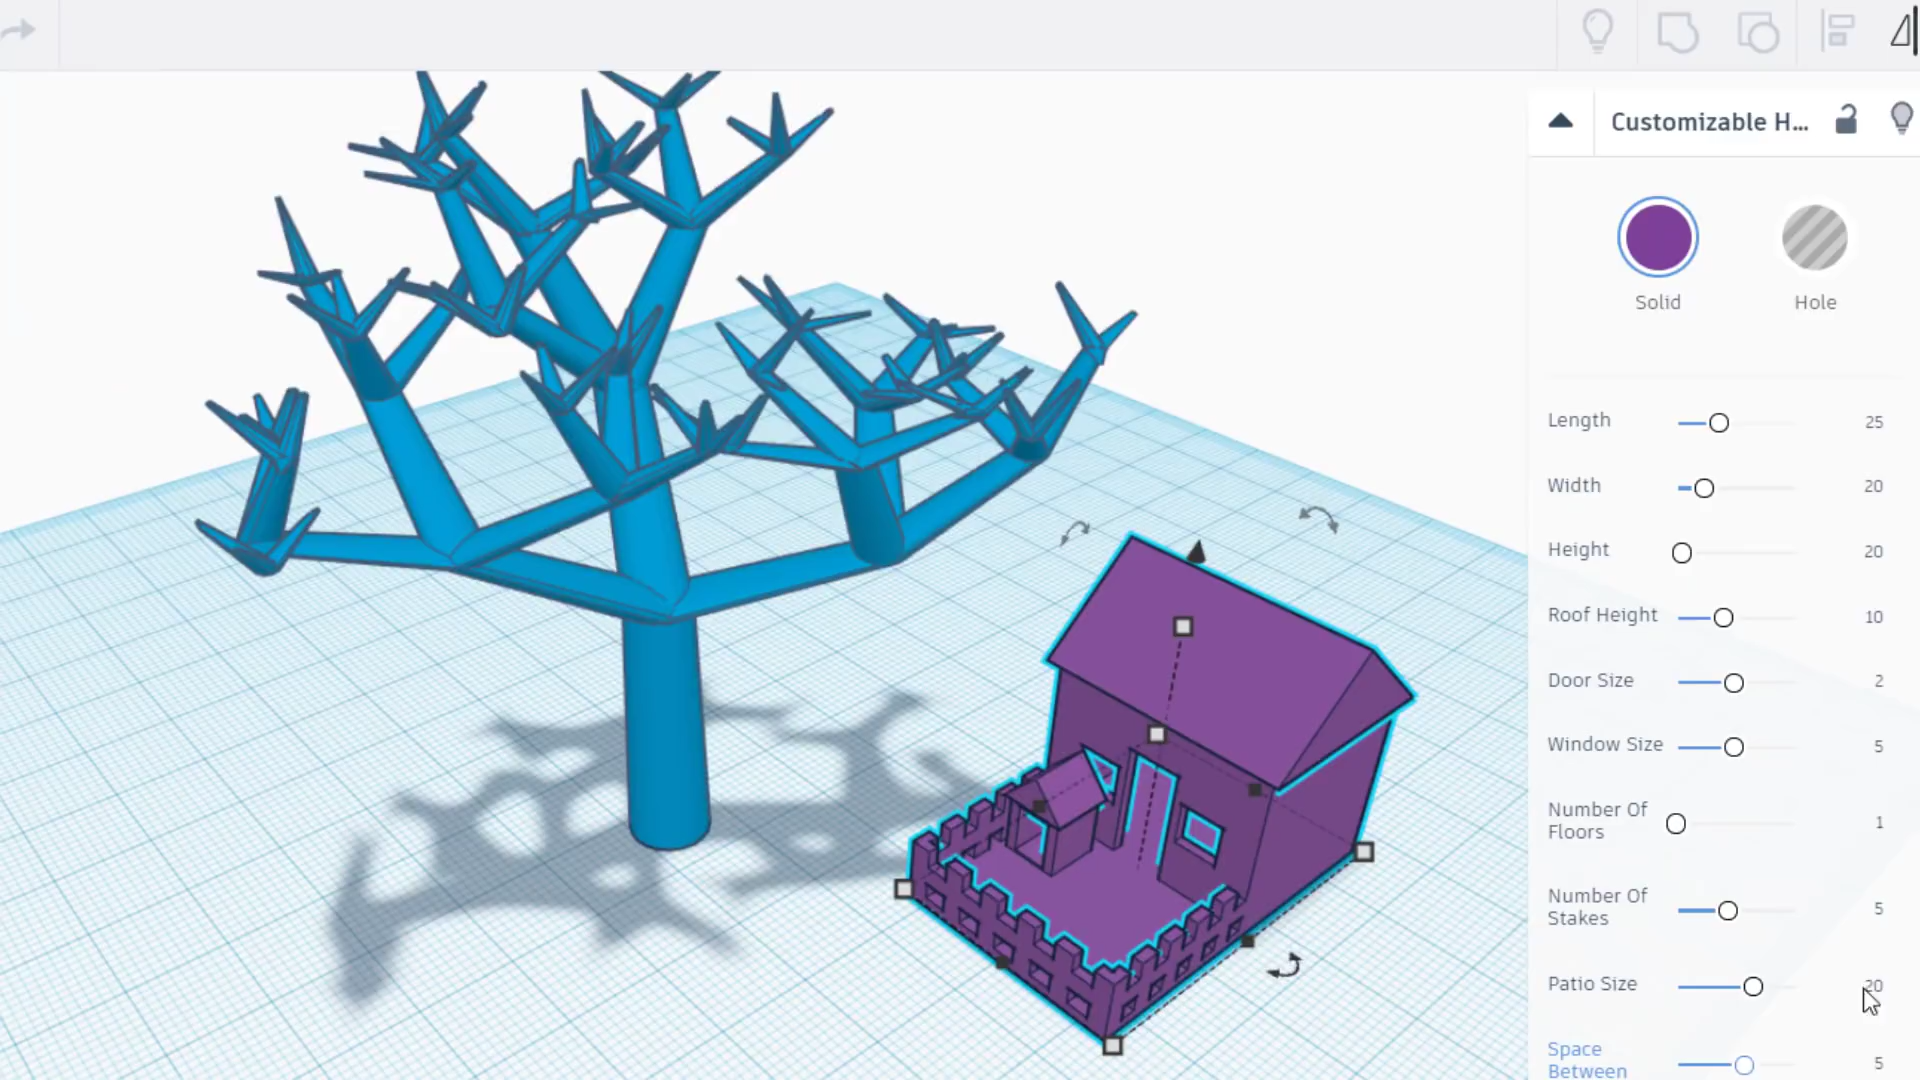 Customizable H...
Solid
Hole
Length 25
Width 20
Height 20
Roof Height 10
Door Size 2
Window Size 5
Number Of
Floors 1
Number Of
Stakes 5
Patio Size 20
Space
Between 5